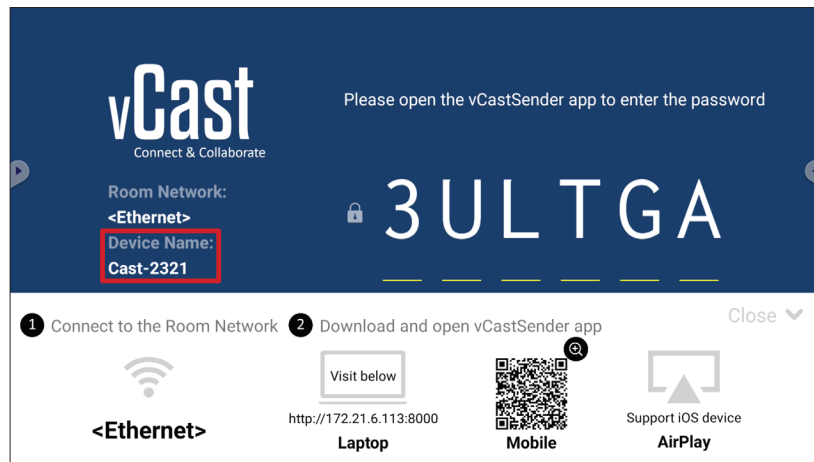 vCast
Connect & Collaborate
Please open the vCastSender app to enter the password
Room Network:
<Ethernet>
Device Name:
Cast-2321
3ULTGA
1 Connect to the Room Network
2 Download and open vCastSender app
Close
<Ethernet>
Visit below
http://172.21.6.113:8000
Laptop
Mobile
Support iOS device
AirPlay